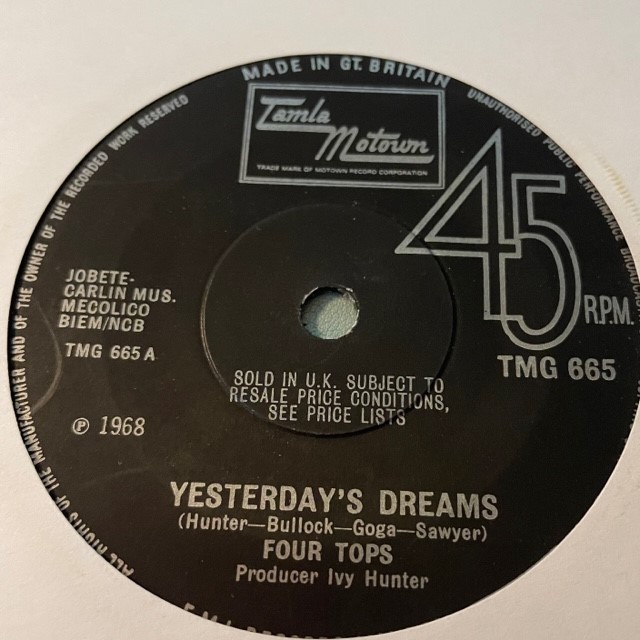 MADE IN GT. BRITAIN
UNAUTHORISED PUBLIC PERFORMANCE
Tamla
Motown
TRADE MARK OF MOTOWN RECORD CORPORATION
45
R.P.M.
TMG 665
JOBETE-
CARLIN MUS.
MECOLICO
BIEM/NCB
TMG 665 A
℗ 1968
SOLD IN U.K. SUBJECT TO
RESALE PRICE CONDITIONS,
SEE PRICE LISTS
YESTERDAY'S DREAMS
(Hunter—Bullock—Goga—Sawyer)
FOUR TOPS
Producer Ivy Hunter
ALL RIGHTS OF THE MANUFACTURER AND OF THE OWNER OF THE RECORDED WORK RESERVED